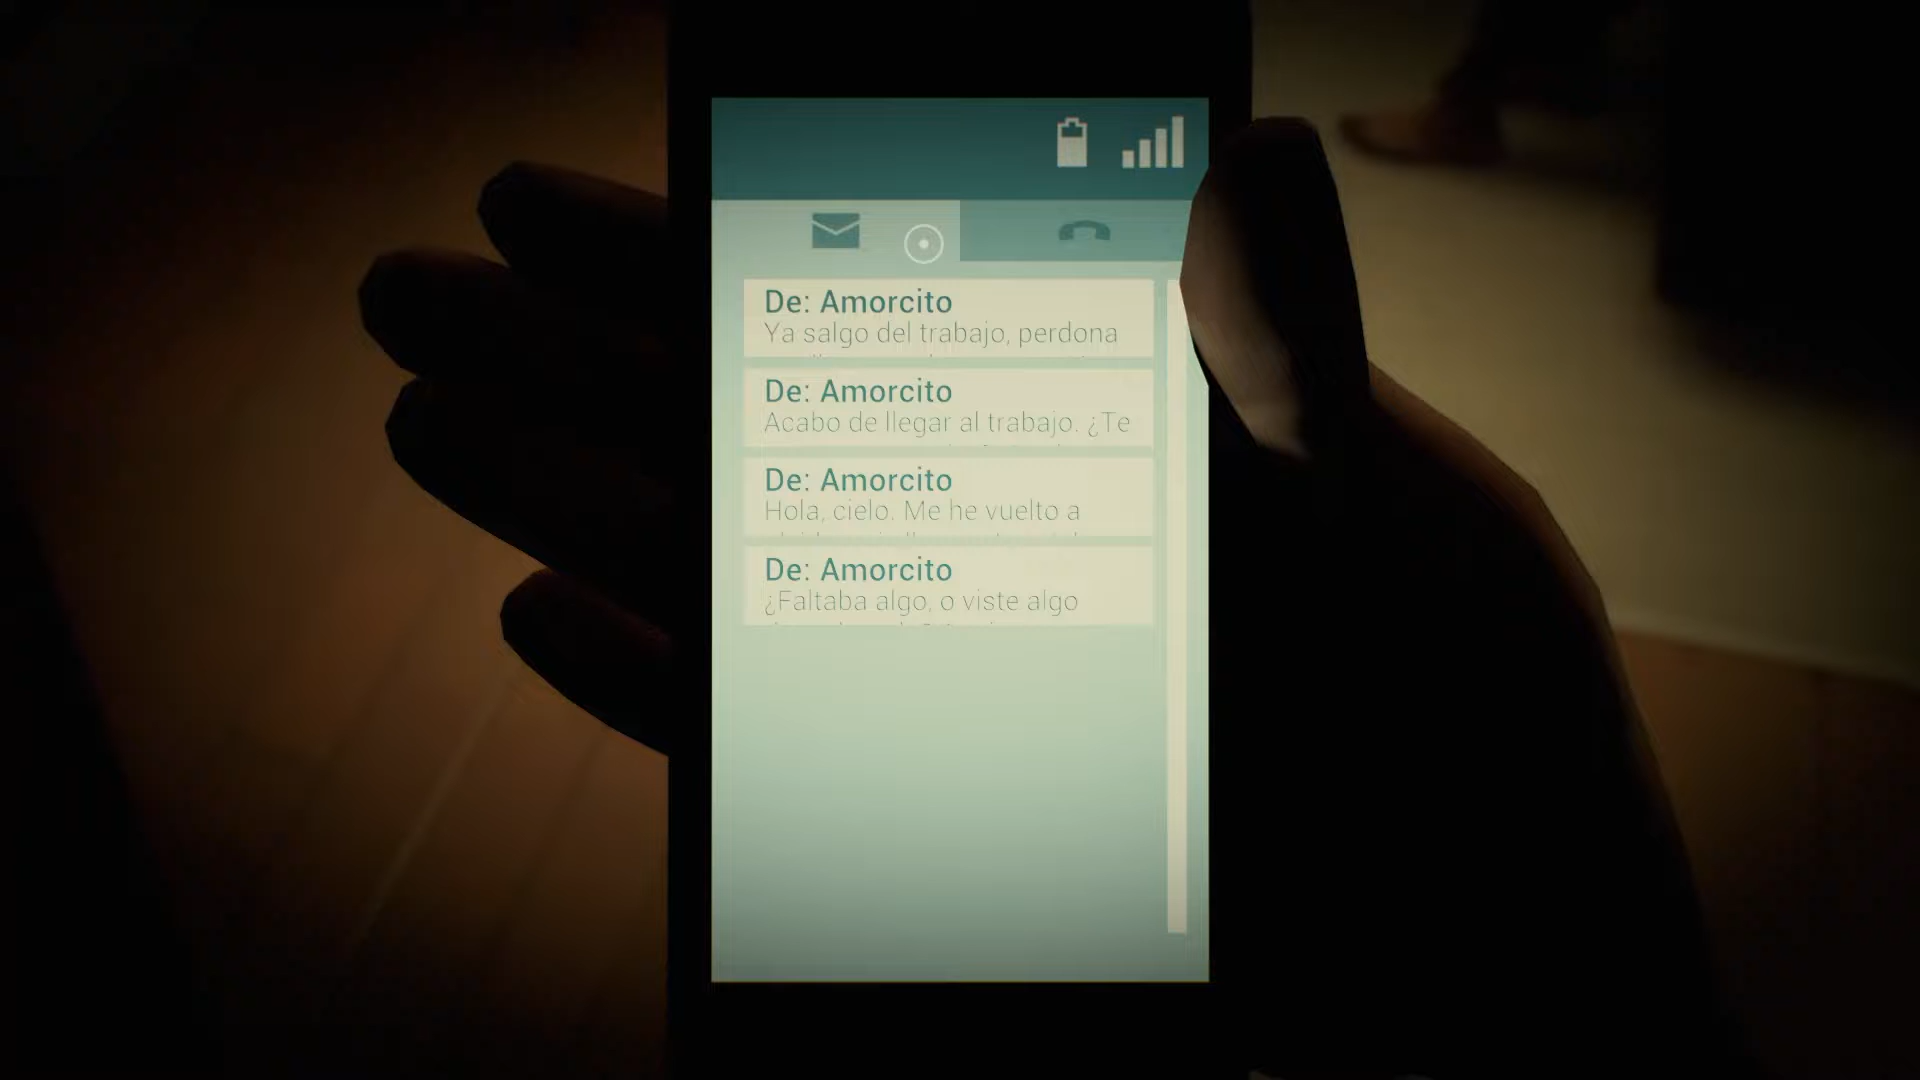 De: Amorcito
Ya salgo del trabajo, perdona
De: Amorcito
Acabo de llegar al trabajo. ¿Te
De: Amorcito
Hola, cielo. Me he vuelto a
De: Amorcito
¿Faltaba algo, o viste algo